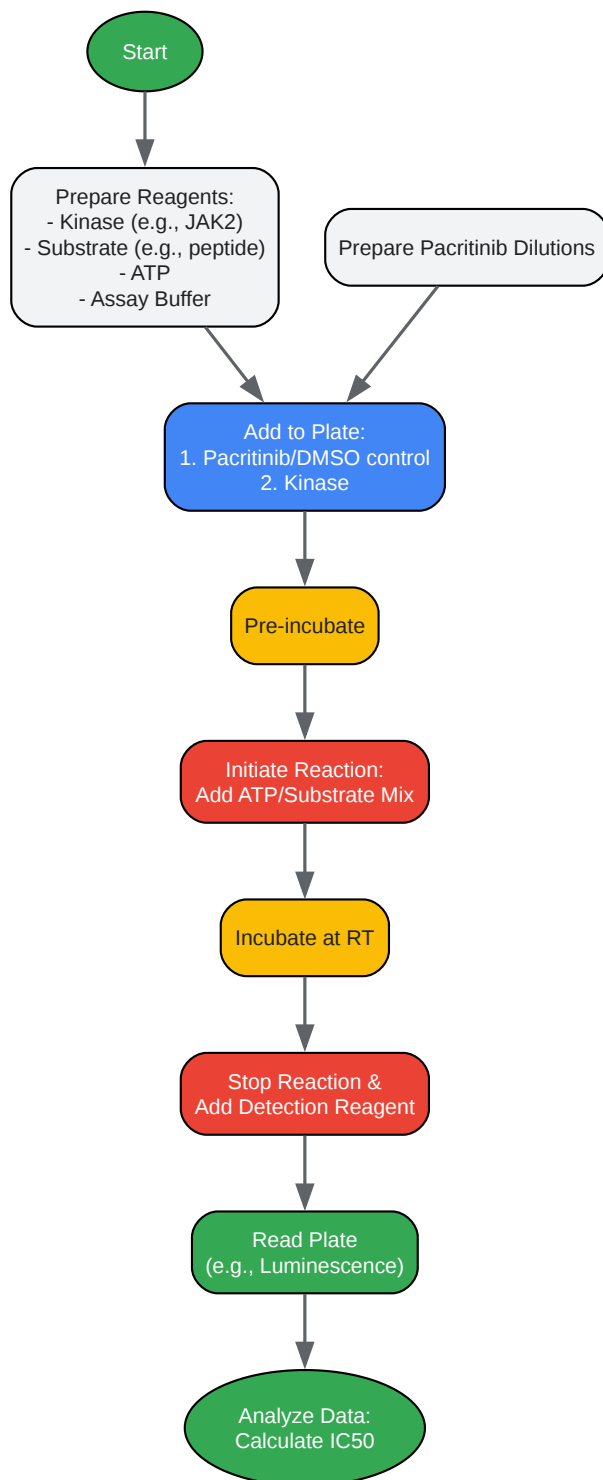 Start
Prepare Reagents:
- Kinase (e.g., JAK2)
- Substrate (e.g., peptide)
- ATP
- Assay Buffer
Prepare Pacritinib Dilutions
Add to Plate:
1. Pacritinib/DMSO control
2. Kinase
Pre-incubate
Initiate Reaction:
Add ATP/Substrate Mix
Incubate at RT
Stop Reaction &
Add Detection Reagent
Read Plate
(e.g., Luminescence)
Analyze Data:
Calculate IC50